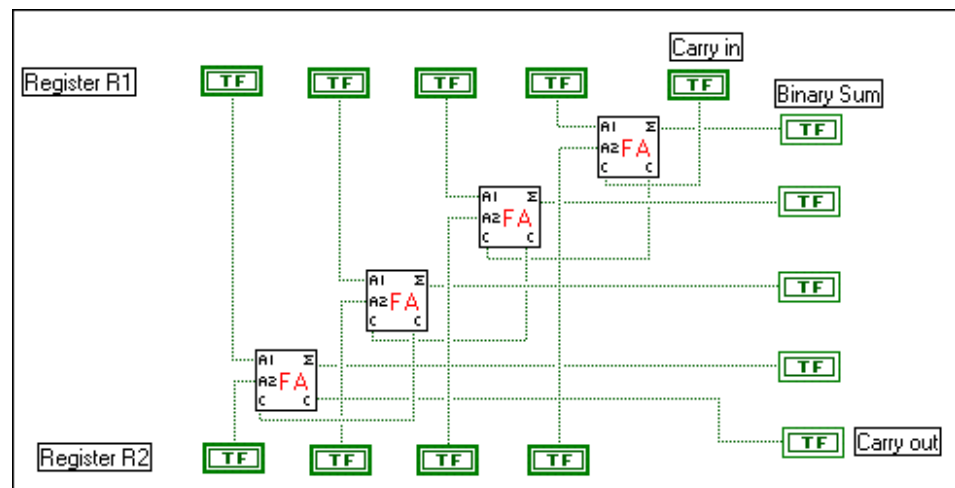 Carry in
Register R1 TF TF TF TF TF
Binary Sum
TF
A1 Σ
A2 FA
C C
TF
A1 Σ
A2 FA
C C
TF
A1 Σ
A2 FA
C C
TF
A1 Σ
A2 FA
C C
TF Carry out
Register R2 TF TF TF TF